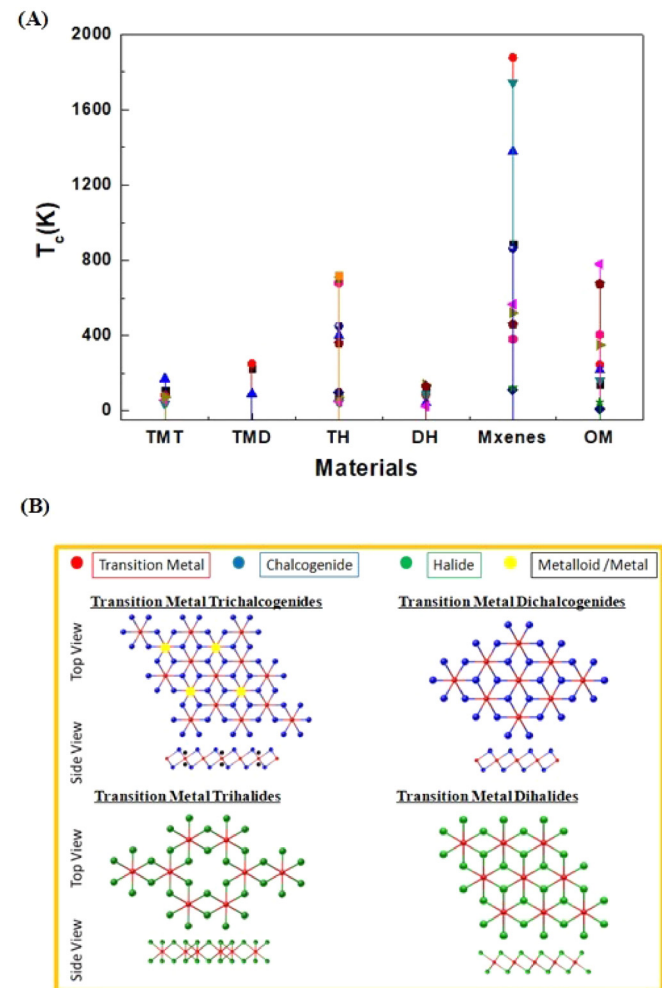 (A)
2000
1600
1200
800
400
0
T_c(K)
TMT TMD TH DH Mxenes OM
Materials
(B)
Transition Metal Chalcogenide Halide Metalloid /Metal
Transition Metal Trichalcogenides Transition Metal Dichalcogenides
Top View
Side View
Transition Metal Trihalides Transition Metal Dihalides
Top View
Side View